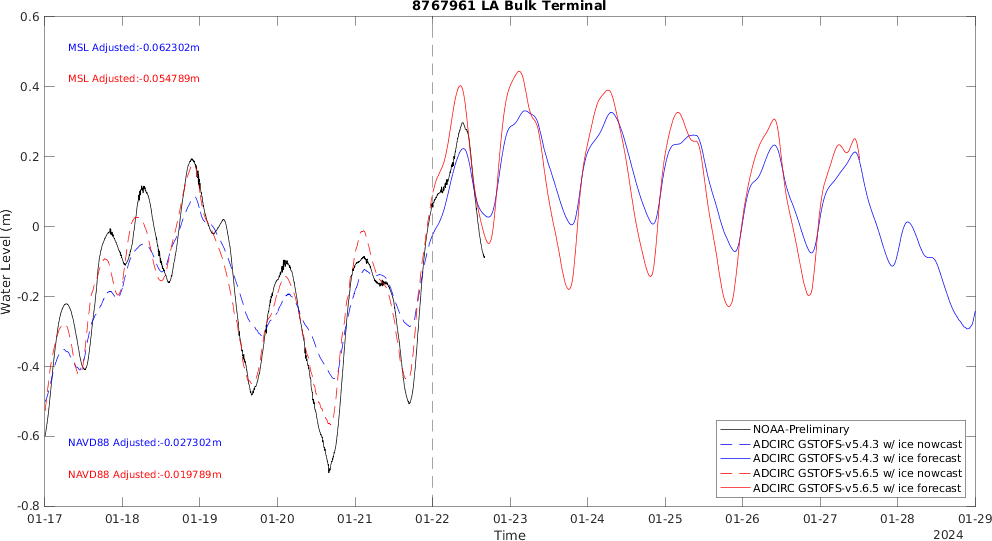 8767961 LA Bulk Terminal
MSL Adjusted:-0.062302m
MSL Adjusted:-0.054789m
NAVD88 Adjusted:-0.027302m
NAVD88 Adjusted:-0.019789m
Water Level (m)
0.6
0.4
0.2
0
-0.2
-0.4
-0.6
-0.8
NOAA-Preliminary
ADCIRC GSTOFS-v5.4.3 w/ ice nowcast
ADCIRC GSTOFS-v5.4.3 w/ ice forecast
ADCIRC GSTOFS-v5.6.5 w/ ice nowcast
ADCIRC GSTOFS-v5.6.5 w/ ice forecast
01-17 01-18 01-19 01-20 01-21 01-22 01-23 01-24 01-25 01-26 01-27 01-28 01-29
Time
2024